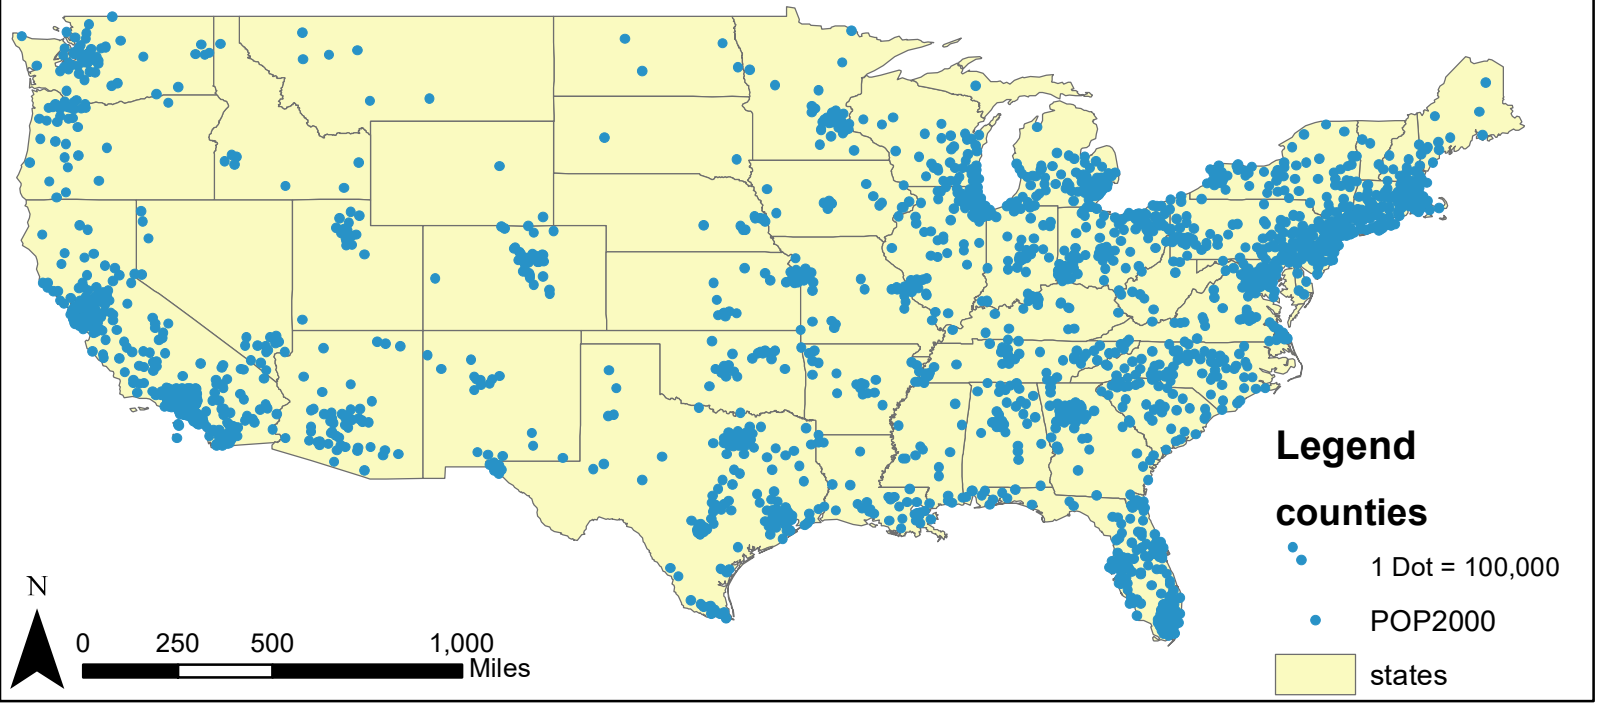 Legend
counties
1 Dot = 100,000
POP2000
states
N
0 250 500 1,000
Miles